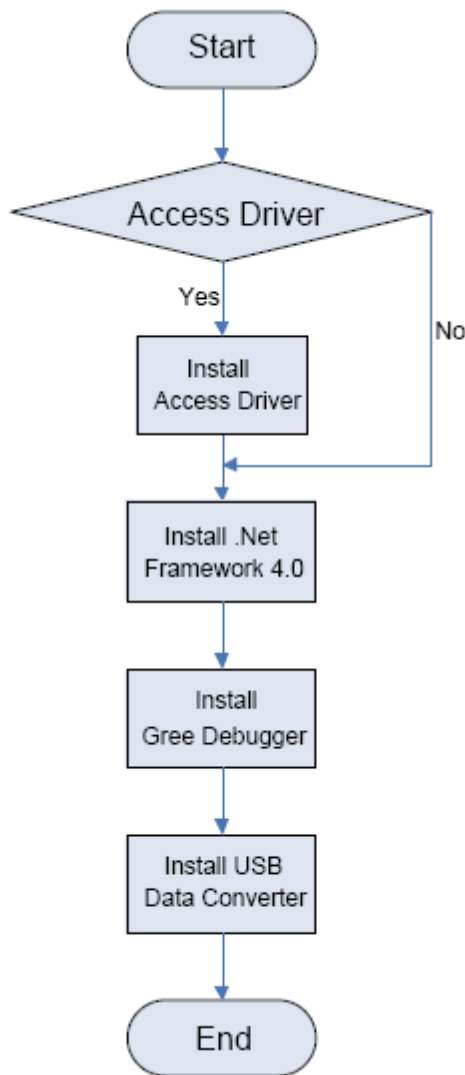 Start
Access Driver
Yes
No
Install
Access Driver
Install .Net
Framework 4.0
Install
Gree Debugger
Install USB
Data Converter
End